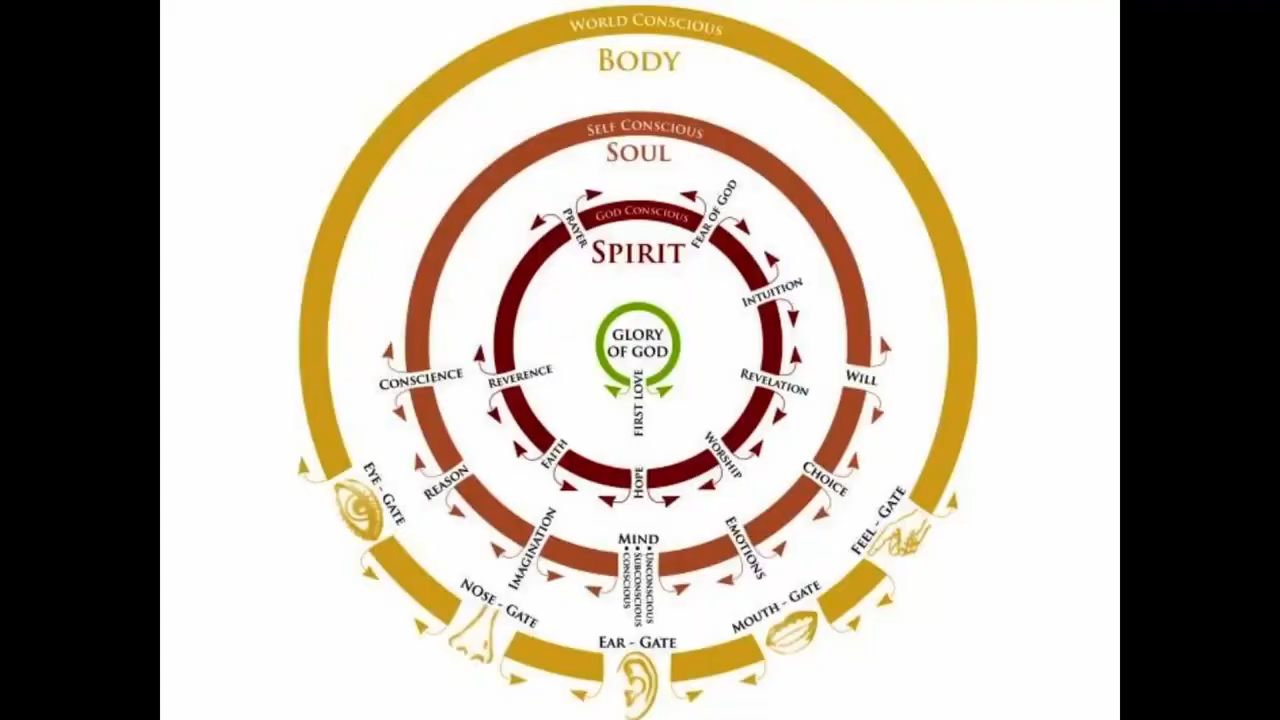 WORLD CONSCIOUS
BODY
SELF CONSCIOUS
SOUL
PRAYER
GOD CONSCIOUS
FEAR OF GOD
SPIRIT
INTUITION
GLORY
OF GOD
CONSCIENCE
REVERENCE
FIRST LOVE
REVELATION
WILL
FAITH
HOPE
WORSHIP
REASON
CHOICE
EYE - GATE
IMAGINATION
MIND
•CONSCIOUS
•SUBCONSCIOUS
•UNCONSCIOUS
EMOTIONS
FEEL - GATE
NOSE - GATE
EAR - GATE
MOUTH - GATE